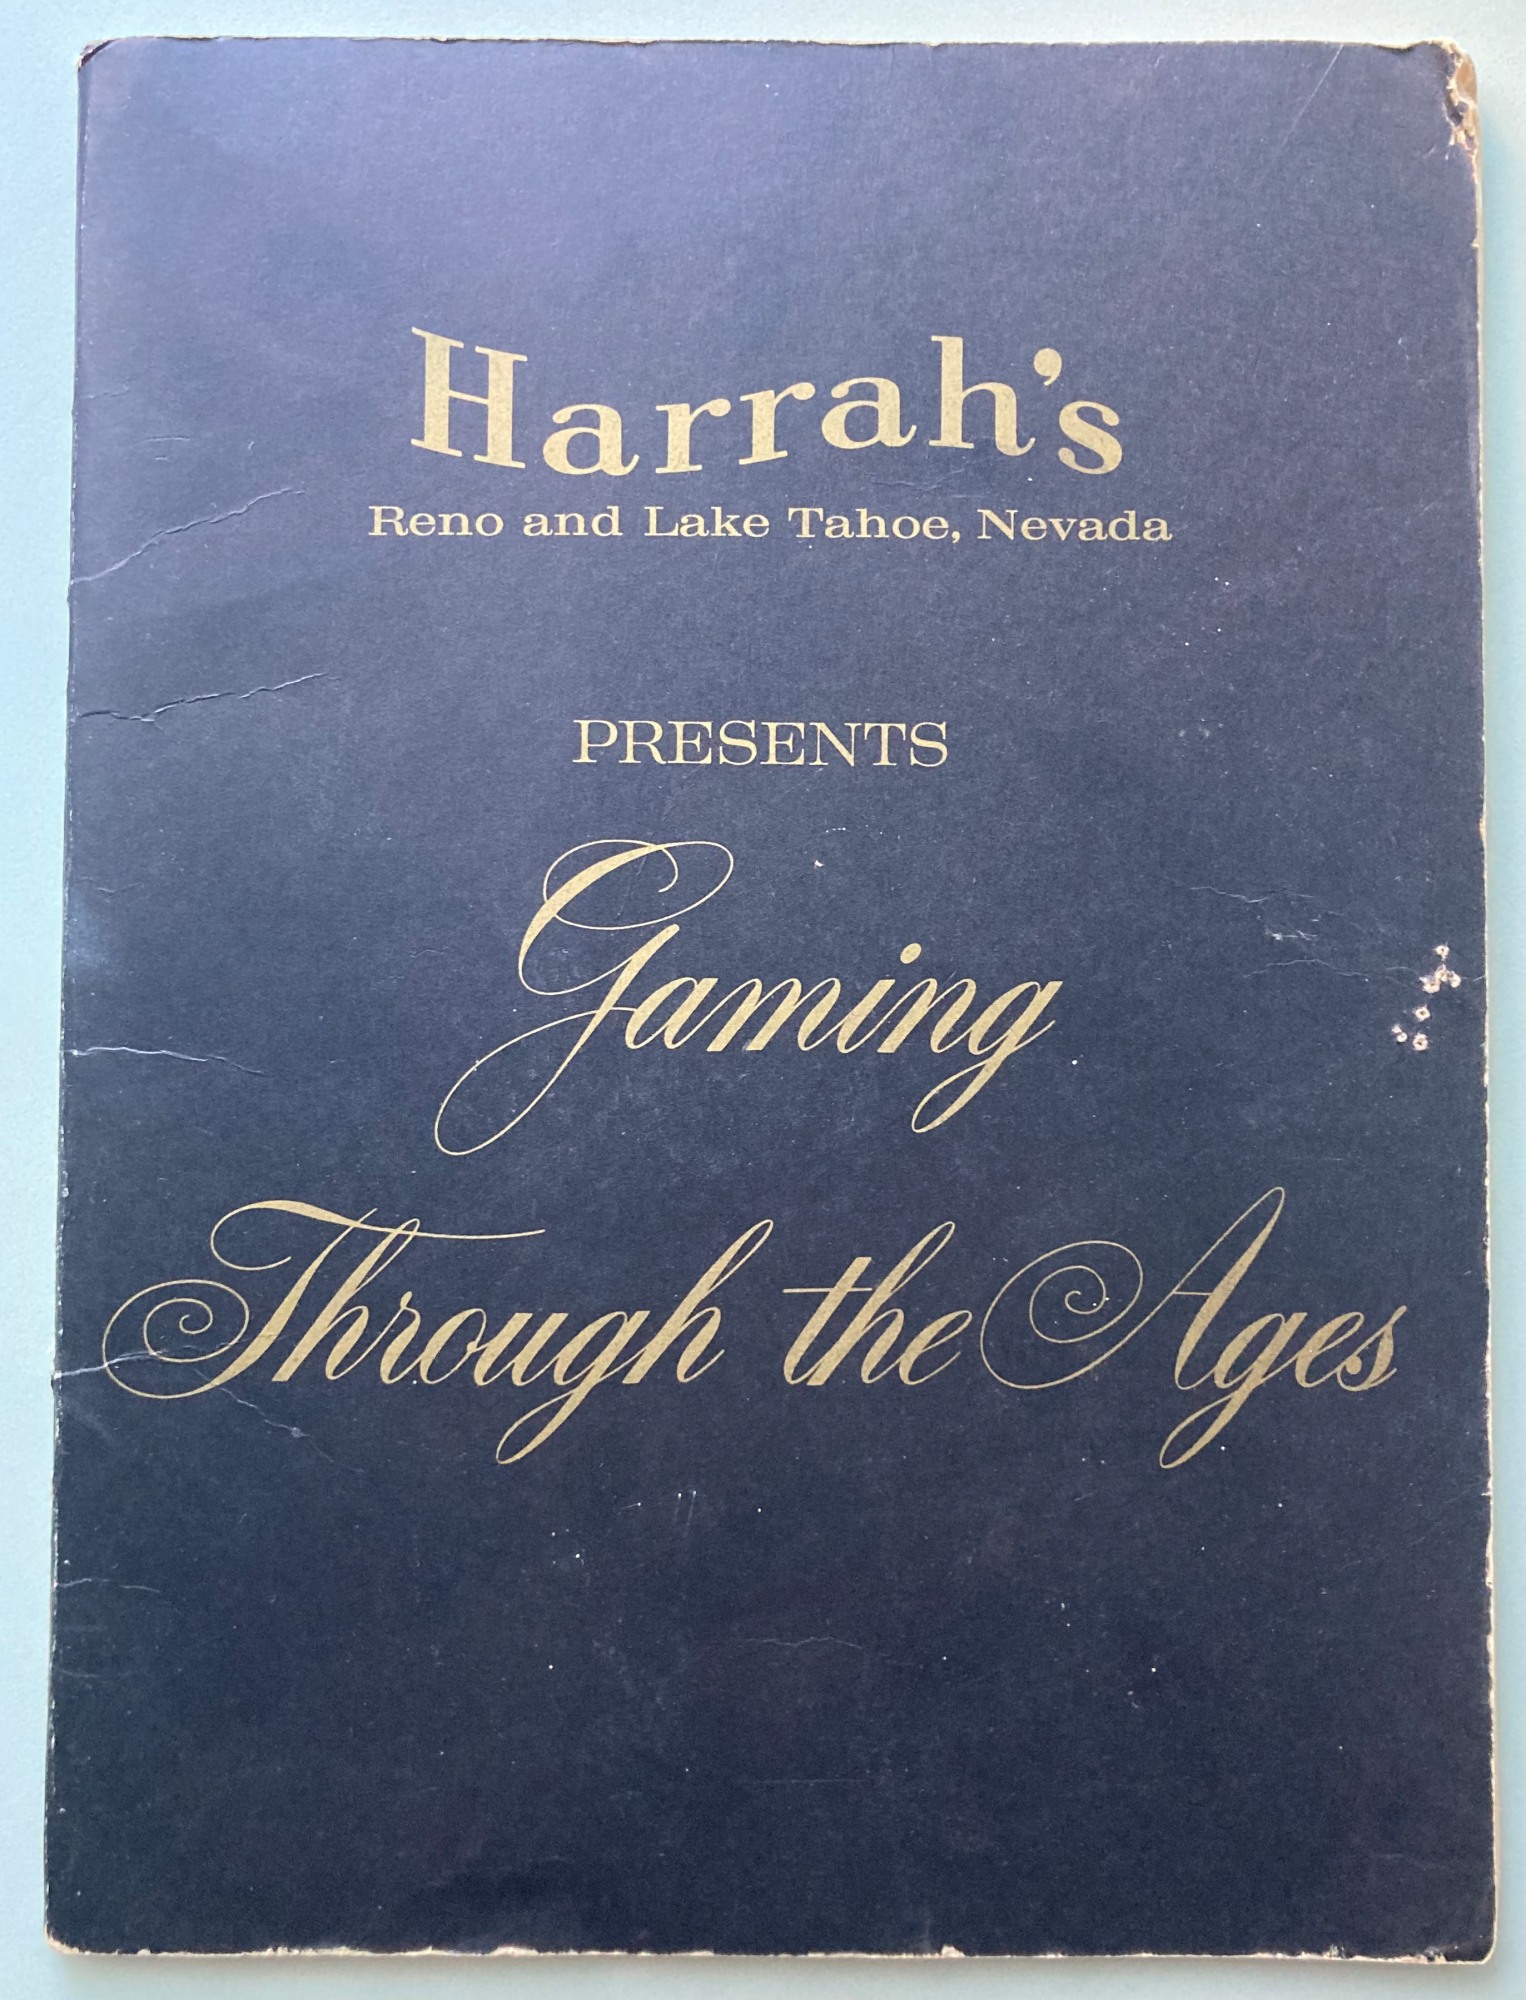 Harrah's
Reno and Lake Tahoe, Nevada
PRESENTS
Gaming
Through the Ages